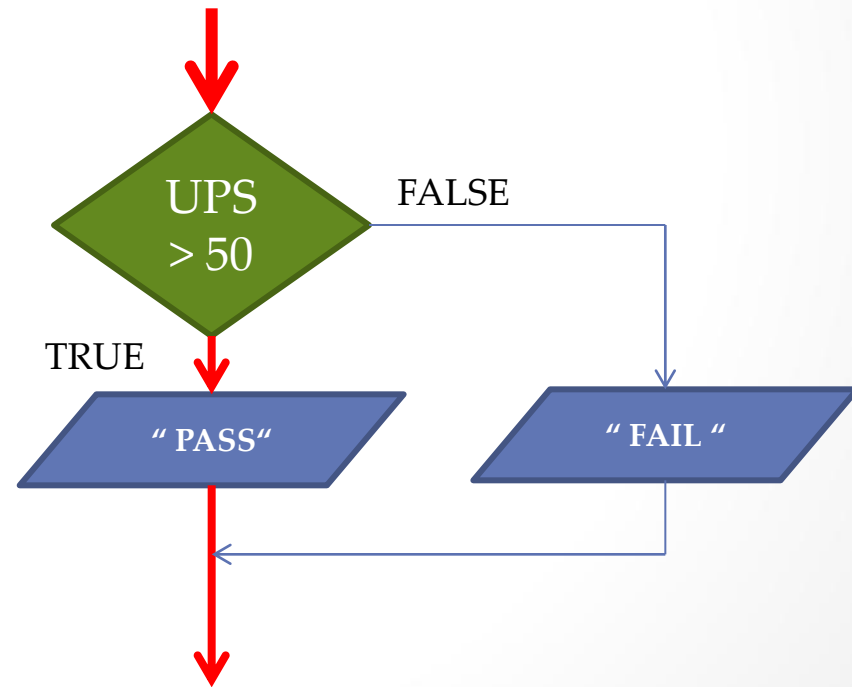 UPS
> 50
FALSE
TRUE
“ PASS“
“ FAIL “